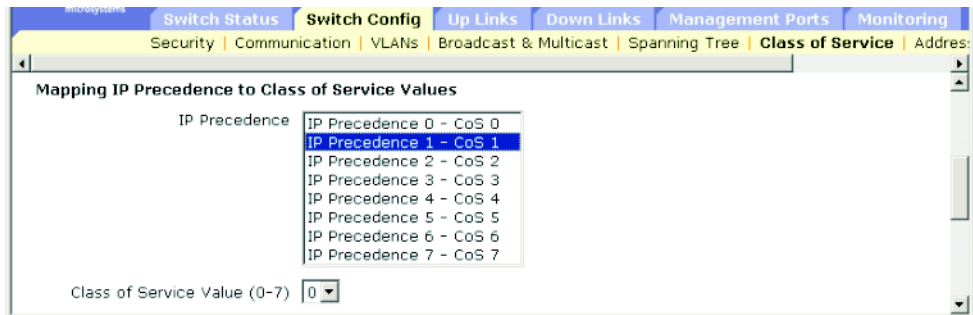 microsystems
Switch Status Switch Config Up Links Down Links Management Ports Monitoring
Security | Communication | VLANs | Broadcast & Multicast | Spanning Tree | Class of Service | Addres
Mapping IP Precedence to Class of Service Values
IP Precedence
IP Precedence 0 - CoS 0
IP Precedence 1 - CoS 1
IP Precedence 2 - CoS 2
IP Precedence 3 - CoS 3
IP Precedence 4 - CoS 4
IP Precedence 5 - CoS 5
IP Precedence 6 - CoS 6
IP Precedence 7 - CoS 7
Class of Service Value (0-7) 0